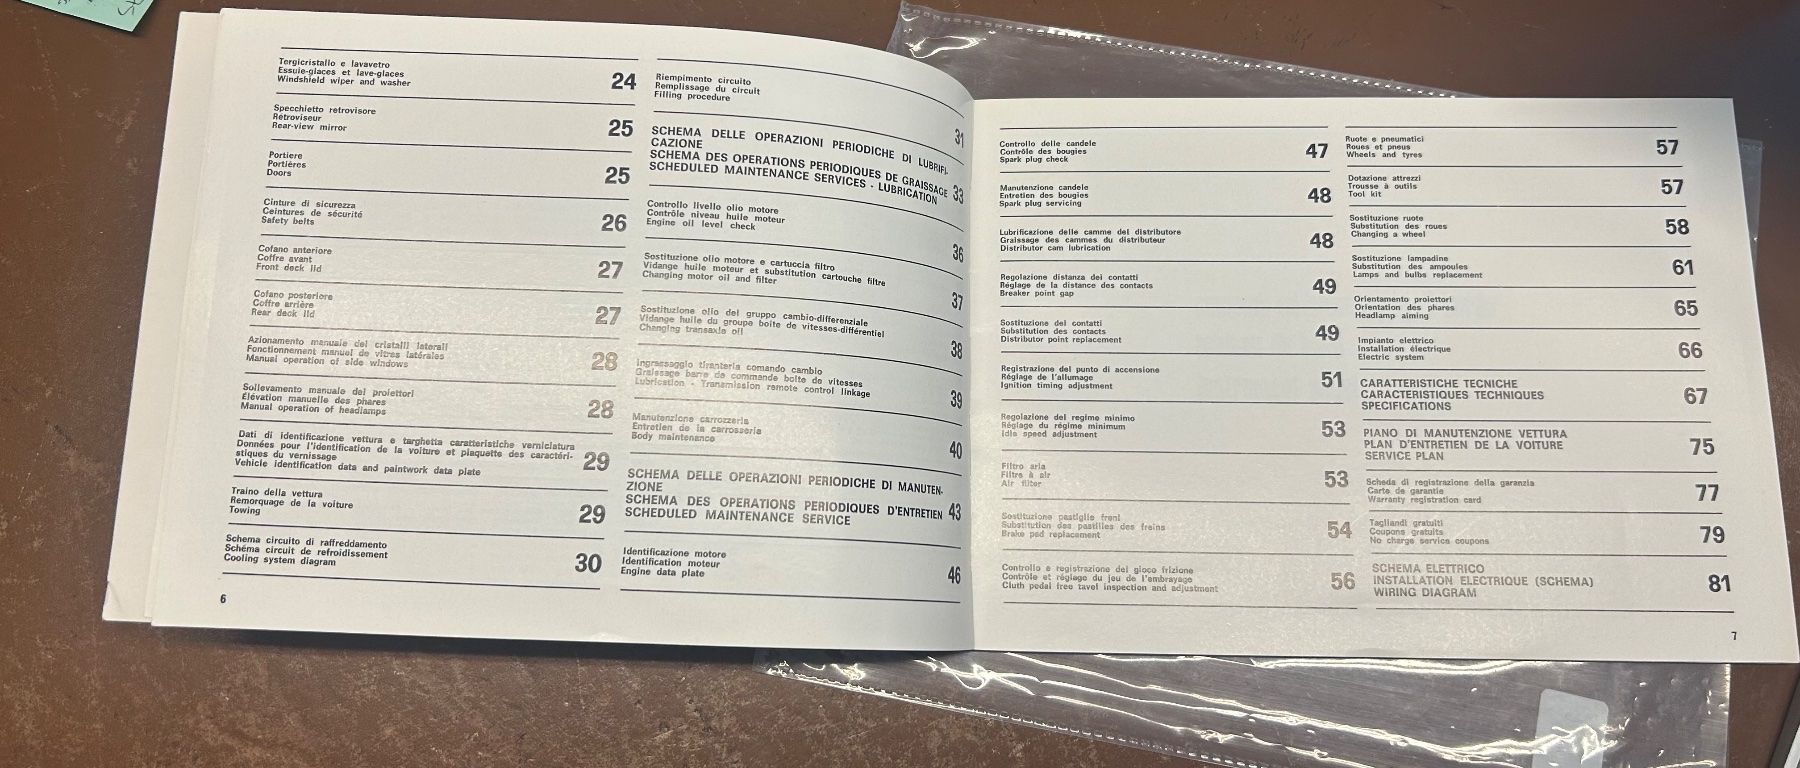 Tergicristallo e lavavetro
Essuie-glaces et lave-glaces
Windshield wiper and washer
24
Specchietto retrovisore
Rétroviseur
Rear-view mirror
25
Portiere
Portières
Doors
25
Cinture di sicurezza
Ceintures de sécurité
Safety belts
26
Cofano anteriore
Coffre avant
Front deck lid
27
Cofano posteriore
Coffre arrière
Rear deck lid
27
Azionamento manuale dei cristalli laterali
Fonctionnement manuel de vitres latérales
Manual operation of side windows
28
Sollevamento manuale dei proiettori
Élévation manuelle des phares
Manual operation of headlamps
28
Dati di identificazione vettura e targhetta caratteristiche verniciatura
Données pour l'identification de la voiture et plaquette des caractéri-
stiques du vernissage
Vehicle identification data and paintwork data plate
29
Traino della vettura
Remorquage de la voiture
Towing
29
Schema circuito di raffreddamento
Schéma circuit de refroidissement
Cooling system diagram
30
6
Riempimento circuito
Remplissage du circuit
Filling procedure
31
SCHEMA DELLE OPERAZIONI PERIODICHE DI LUBRIFI-
CAZIONE
SCHEMA DES OPERATIONS PERIODIQUES DE GRAISSAGE
SCHEDULED MAINTENANCE SERVICES - LUBRICATION
33
Controllo livello olio motore
Contrôle niveau huile moteur
Engine oil level check
36
Sostituzione olio motore e cartuccia filtro
Vidange huile moteur et substitution cartouche filtre
Changing motor oil and filter
37
Sostituzione olio del gruppo cambio-differenziale
Vidange huile du groupe boîte de vitesses-différentiel
Changing transaxle oil
38
Ingrassaggio tiranteria comando cambio
Graissage barre de commande boîte de vitesses
Lubrication - Transmission remote control linkage
39
Manutenzione carrozzeria
Entretien de la carrosserie
Body maintenance
40
SCHEMA DELLE OPERAZIONI PERIODICHE DI MANUTEN-
ZIONE
SCHEMA DES OPERATIONS PERIODIQUES D'ENTRETIEN
SCHEDULED MAINTENANCE SERVICE
43
Identificazione motore
Identification moteur
Engine data plate
46
Controllo delle candele
Contrôle des bougies
Spark plug check
47
Manutenzione candele
Entretien des bougies
Spark plug servicing
48
Lubrificazione delle camme del distributore
Graissage des cammes du distributeur
Distributor cam lubrication
48
Regolazione distanza dei contatti
Réglage de la distance des contacts
Breaker point gap
49
Sostituzione dei contatti
Substitution des contacts
Distributor point replacement
49
Registrazione del punto di accensione
Réglage de l'allumage
Ignition timing adjustment
51
Regolazione del regime minimo
Réglage du régime minimum
Idle speed adjustment
53
Filtro aria
Filtre à air
Air filter
53
Sostituzione pastiglie freni
Substitution des pastilles des freins
Brake pad replacement
54
Controllo e registrazione del gioco frizione
Contrôle et réglage du jeu de l'embrayage
Cluth pedal free tavel inspection and adjustment
56
Ruote e pneumatici
Roues et pneus
Wheels and tyres
57
Dotazione attrezzi
Trousse à outils
Tool kit
57
Sostituzione ruote
Substitution des roues
Changing a wheel
58
Sostituzione lampadine
Substitution des ampoules
Lamps and bulbs replacement
61
Orientamento proiettori
Orientation des phares
Headlamp aiming
65
Impianto elettrico
Installation électrique
Electric system
66
CARATTERISTICHE TECNICHE
CARACTERISTIQUES TECHNIQUES
SPECIFICATIONS
67
PIANO DI MANUTENZIONE VETTURA
PLAN D'ENTRETIEN DE LA VOITURE
SERVICE PLAN
75
Scheda di registrazione della garanzia
Carte de garantie
Warranty registration card
77
Tagliandi gratuiti
Coupons gratuits
No charge service coupons
79
SCHEMA ELETTRICO
INSTALLATION ELECTRIQUE (SCHEMA)
WIRING DIAGRAM
81
7